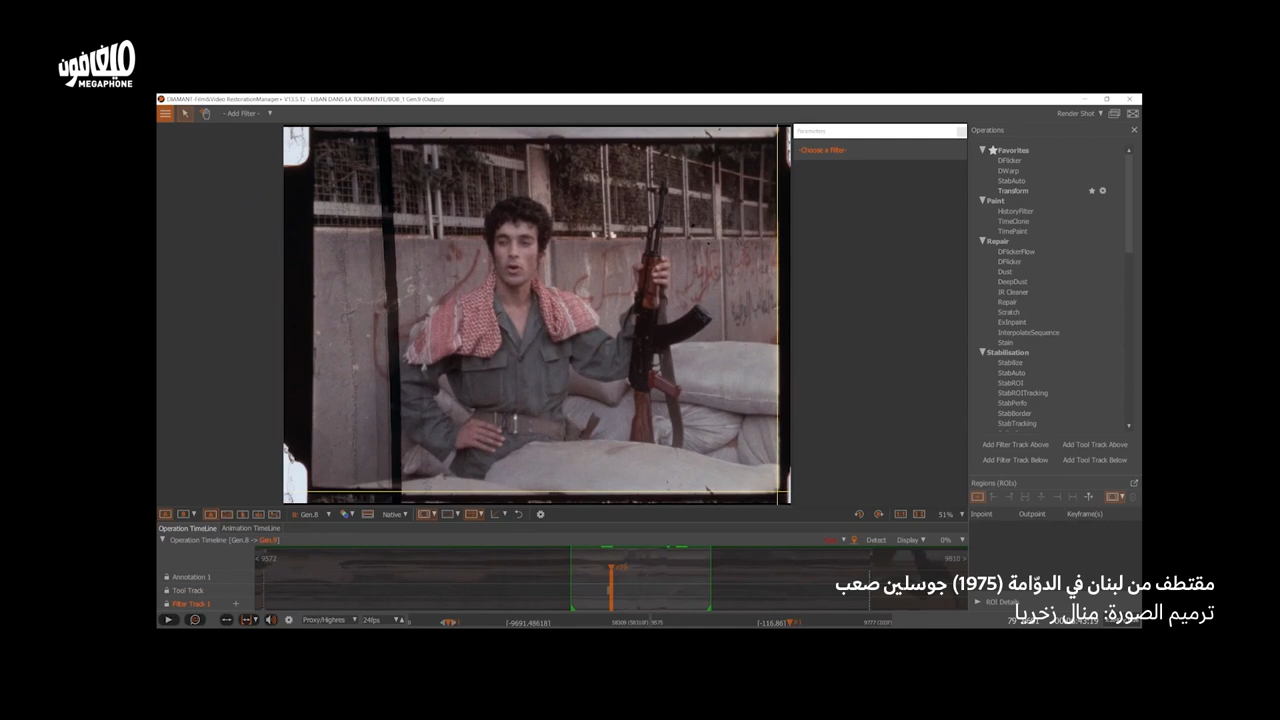 ميغافون
MEGAPHONE
DIAMANT-Film&Video RestorationManager+ V13.5.12 - LIBAN DANS LA TOURMENTE/BOB_1 Gen.9 (Output)
- Add Filter -
Render Shot
Parameters
-Choose a Filter-
Operations
Favorites
DFlicker
DWarp
StabAuto
Transform
Paint
HistoryFilter
TimeClone
TimePaint
Repair
DFlickerFlow
DFlicker
Dust
DeepDust
IR Cleaner
Repair
Scratch
ExInpaint
InterpolateSequence
Stain
Stabilisation
Stabilize
StabAuto
StabROI
StabROITracking
StabPerfo
StabBorder
StabTracking
Add Filter Track Above
Add Tool Track Above
Add Filter Track Below
Add Tool Track Below
Regions (ROIs)
Inpoint Outpoint Keyframe(s)
Gen.8
Native
51%
Operation TimeLine Animation TimeLine
Operation Timeline [Gen.8 -> Gen.9]
Detect Display 0%
< 9572
9810 >
Annotation 1
Tool Track
Filter Track 1
ROI Details
Proxy/Highres 24fps
[-9691,48618]
9575
[-116,86]
مقتطف من لبنان في الدوّامة (1975) جوسلين صعب
ترميم الصورة: منال زخريا